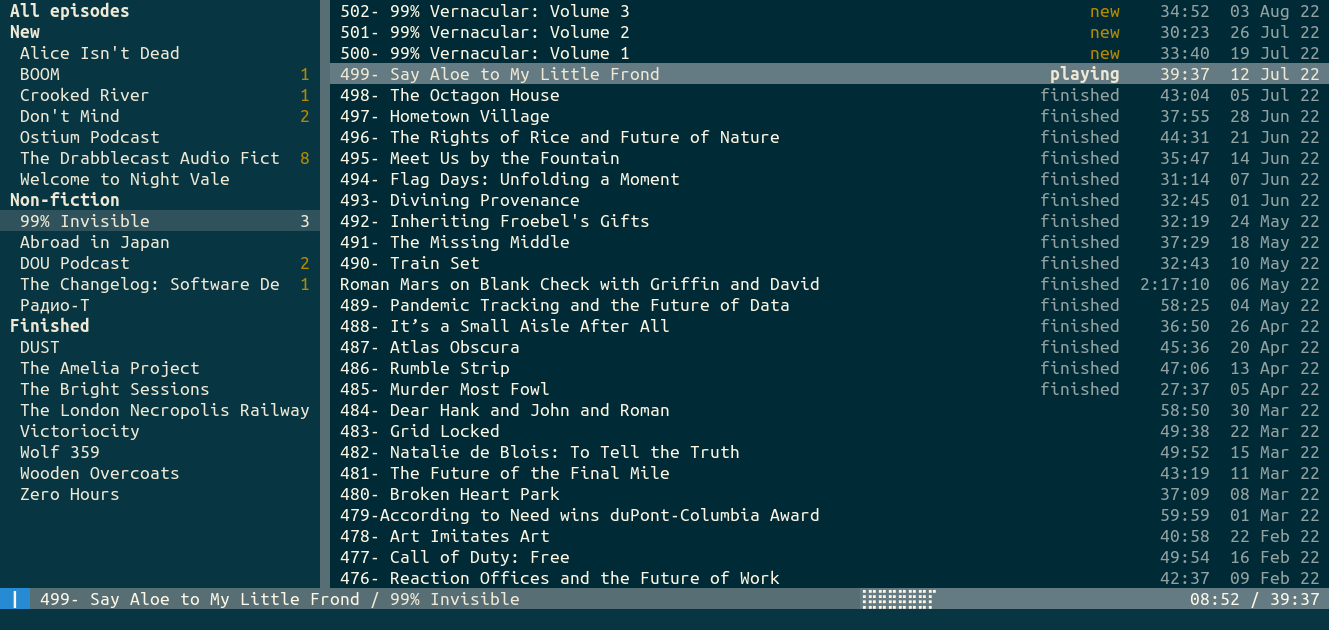 All episodes
New
Alice Isn't Dead
BOOM 1
Crooked River 1
Don't Mind 2
Ostium Podcast
The Drabblecast Audio Fict 8
Welcome to Night Vale
Non-fiction
99% Invisible 3
Abroad in Japan
DOU Podcast 2
The Changelog: Software De 1
Радио-Т
Finished
DUST
The Amelia Project
The Bright Sessions
The London Necropolis Railway
Victoriocity
Wolf 359
Wooden Overcoats
Zero Hours
502- 99% Vernacular: Volume 3 new 34:52 03 Aug 22
501- 99% Vernacular: Volume 2 new 30:23 26 Jul 22
500- 99% Vernacular: Volume 1 new 33:40 19 Jul 22
499- Say Aloe to My Little Frond playing 39:37 12 Jul 22
498- The Octagon House finished 43:04 05 Jul 22
497- Hometown Village finished 37:55 28 Jun 22
496- The Rights of Rice and Future of Nature finished 44:31 21 Jun 22
495- Meet Us by the Fountain finished 35:47 14 Jun 22
494- Flag Days: Unfolding a Moment finished 31:14 07 Jun 22
493- Divining Provenance finished 32:45 01 Jun 22
492- Inheriting Froebel's Gifts finished 32:19 24 May 22
491- The Missing Middle finished 37:29 18 May 22
490- Train Set finished 32:43 10 May 22
Roman Mars on Blank Check with Griffin and David finished 2:17:10 06 May 22
489- Pandemic Tracking and the Future of Data finished 58:25 04 May 22
488- It’s a Small Aisle After All finished 36:50 26 Apr 22
487- Atlas Obscura finished 45:36 20 Apr 22
486- Rumble Strip finished 47:06 13 Apr 22
485- Murder Most Fowl finished 27:37 05 Apr 22
484- Dear Hank and John and Roman 58:50 30 Mar 22
483- Grid Locked 49:38 22 Mar 22
482- Natalie de Blois: To Tell the Truth 49:52 15 Mar 22
481- The Future of the Final Mile 43:19 11 Mar 22
480- Broken Heart Park 37:09 08 Mar 22
479-According to Need wins duPont-Columbia Award 59:59 01 Mar 22
478- Art Imitates Art 40:58 22 Feb 22
477- Call of Duty: Free 49:54 16 Feb 22
476- Reaction Offices and the Future of Work 42:37 09 Feb 22
| 499- Say Aloe to My Little Frond / 99% Invisible 08:52 / 39:37